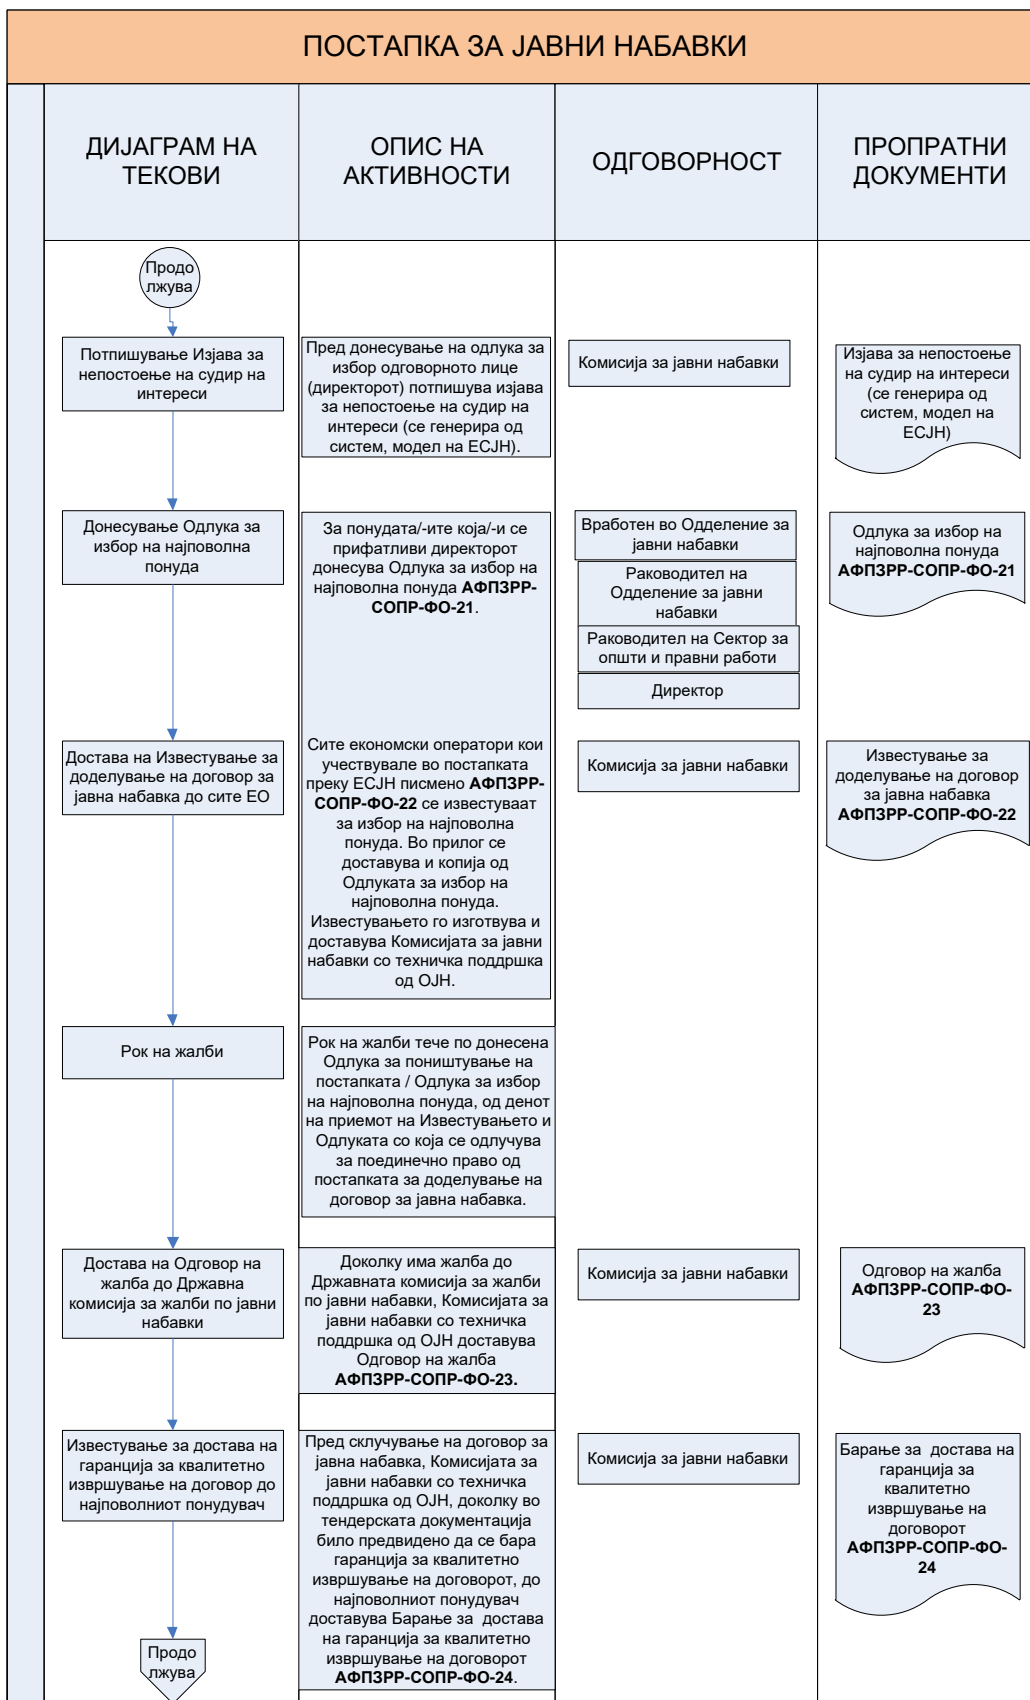 ПОСТАПКА ЗА ЈАВНИ НАБАВКИ
ДИЈАГРАМ НА
ТЕКОВИ
ОПИС НА
АКТИВНОСТИ
ОДГОВОРНОСТ
ПРОПРАТНИ
ДОКУМЕНТИ
Продо
лжува
Потпишување Изјава за
непостоење на судир на
интереси
Пред донесување на одлука за
избор одговорното лице
(директорот) потпишува изјава
за непостоење на судир на
интереси (се генерира од
систем, модел на ЕСЈН).
Комисија за јавни набавки
Изјава за непостоење
на судир на интереси
(се генерира од
систем, модел на
ЕСЈН)
Донесување Одлука за
избор на најповолна
понуда
За понудата/-ите која/-и се
прифатливи директорот
донесува Одлука за избор на
најповолна понуда АФПЗРР-
СОПР-ФО-21.
Вработен во Одделение за
јавни набавки
Раководител на
Одделение за јавни
набавки
Раководител на Сектор за
општи и правни работи
Директор
Одлука за избор на
најповолна понуда
АФПЗРР-СОПР-ФО-21
Достава на Известување за
доделување на договор за
јавна набавка до сите ЕО
Сите економски оператори кои
учествувале во постапката
преку ЕСЈН писмено АФПЗРР-
СОПР-ФО-22 се известуваат
за избор на најповолна
понуда. Во прилог се
доставува и копија од
Одлуката за избор на
најповолна понуда.
Известувањето го изготвува и
доставува Комисијата за јавни
набавки со техничка поддршка
од ОЈН.
Комисија за јавни набавки
Известување за
доделување на договор
за јавна набавка
АФПЗРР-СОПР-ФО-22
Рок на жалби
Рок на жалби тече по донесена
Одлука за поништување на
постапката / Одлука за избор
на најповолна понуда, од денот
на приемот на Известувањето и
Одлуката со која се одлучува
за поединечно право од
постапката за доделување на
договор за јавна набавка.
Достава на Одговор на
жалба до Државна
комисија за жалби по јавни
набавки
Доколку има жалба до
Државната комисија за жалби
по јавни набавки, Комисијата за
јавни набавки со техничка
поддршка од ОЈН доставува
Одговор на жалба
АФПЗРР-СОПР-ФО-23.
Комисија за јавни набавки
Одговор на жалба
АФПЗРР-СОПР-ФО-
23
Известување за достава на
гаранција за квалитетно
извршување на договор до
најповолниот понудувач
Пред склучување на договор за
јавна набавка, Комисијата за
јавни набавки со техничка
поддршка од ОЈН, доколку во
тендерската документација
било предвидено да се бара
гаранција за квалитетно
извршување на договорот, до
најповолниот понудувач
доставува Барање за  достава
на гаранција за квалитетно
извршување на договорот
АФПЗРР-СОПР-ФО-24.
Комисија за јавни набавки
Барање за  достава на
гаранција за
квалитетно
извршување на
договорот
АФПЗРР-СОПР-ФО-
24
Продо
лжува